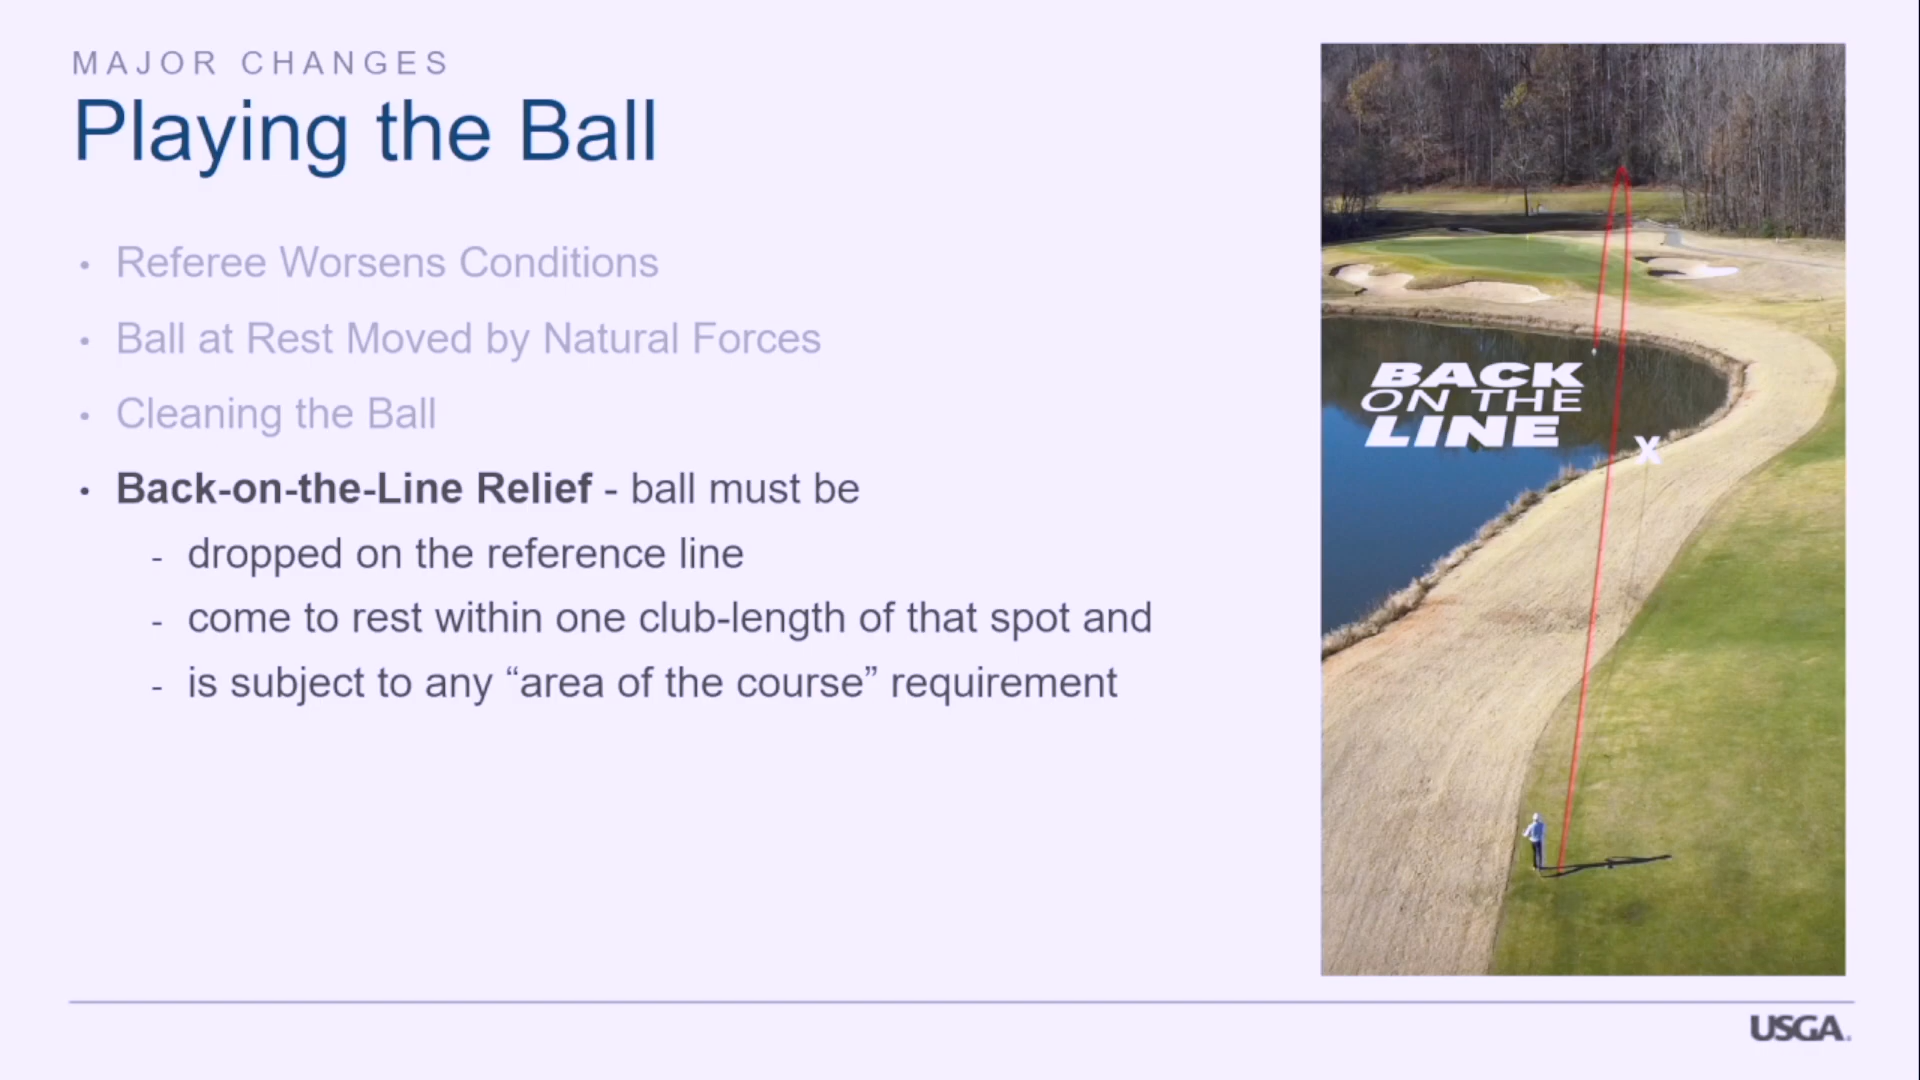 MAJOR CHANGES
Playing the Ball
• Referee Worsens Conditions
• Ball at Rest Moved by Natural Forces
• Cleaning the Ball
• Back-on-the-Line Relief - ball must be
- dropped on the reference line
- come to rest within one club-length of that spot and
- is subject to any “area of the course” requirement
BACK
ON THE
LINE
X
USGA.